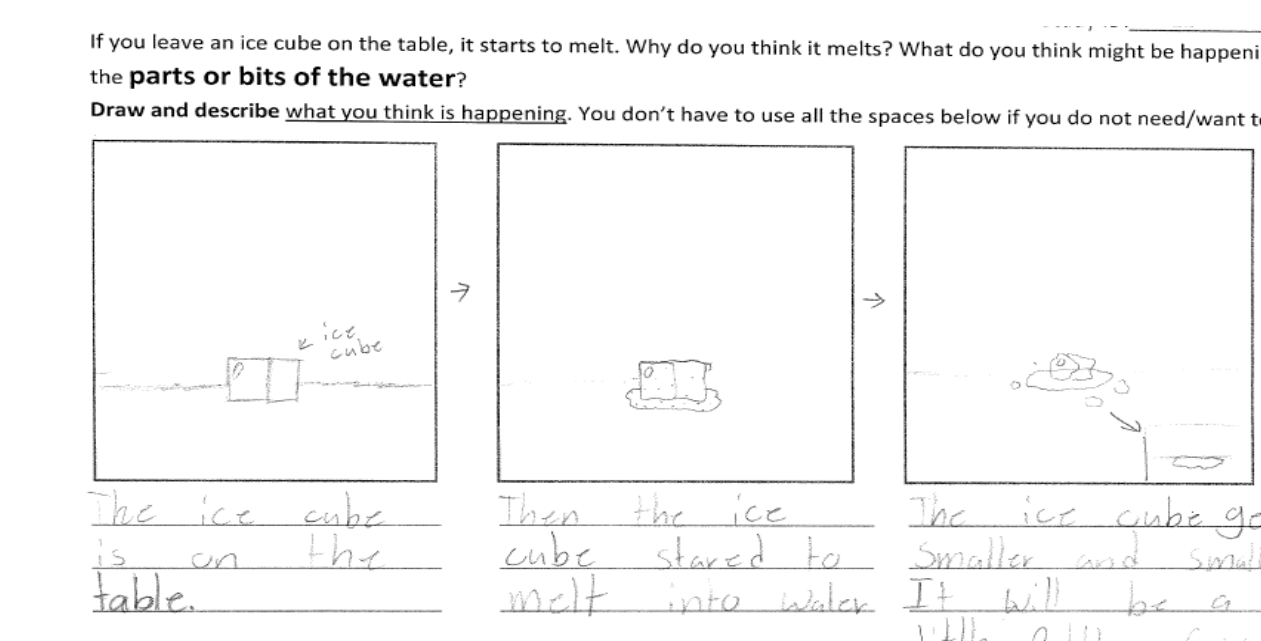 If you leave an ice cube on the table, it starts to melt. Why do you think it melts? What do you think might be happeni
the parts or bits of the water?
Draw and describe what you think is happening. You don't have to use all the spaces below if you do not need/want t
ice
cube
The ice cube
is on the
table.
Then the ice
cube stared to
melt into water
The ice cube ge
Smaller and Small
It will be a